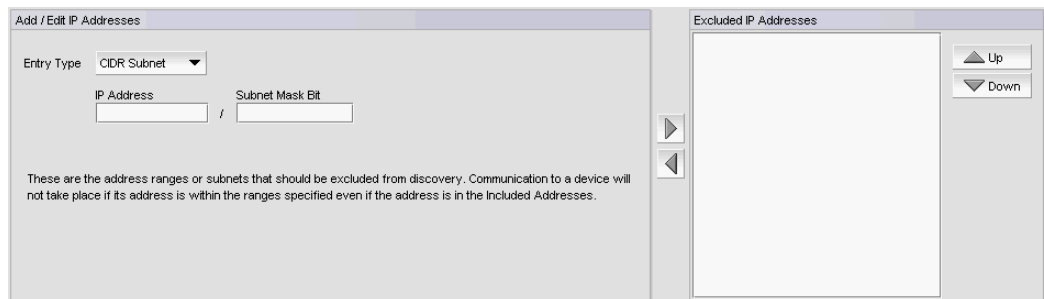 Add / Edit IP Addresses
Entry Type CIDR Subnet
IP Address Subnet Mask Bit
/
These are the address ranges or subnets that should be excluded from discovery. Communication to a device will
not take place if its address is within the ranges specified even if the address is in the Included Addresses.
Excluded IP Addresses
Up
Down